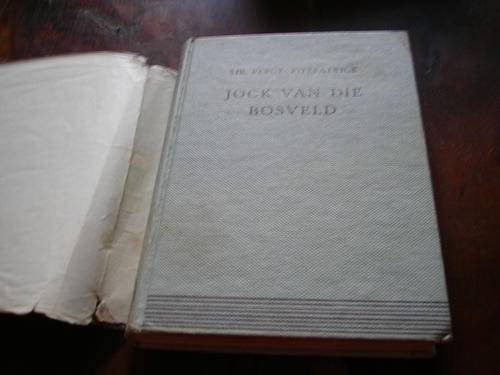 SIR PERCY FITZPATRICK
JOCK VAN DIE
BOSVELD